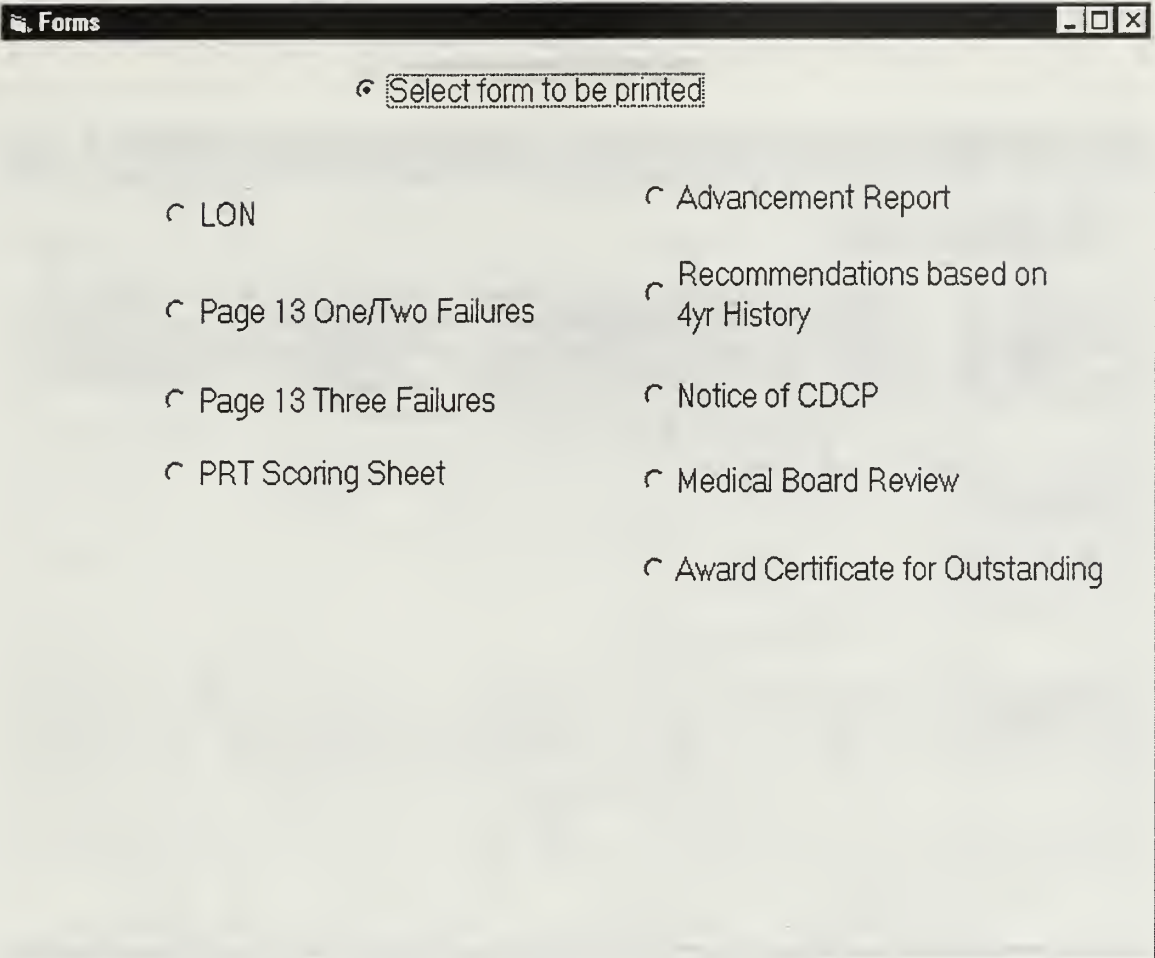 Forms
Select form to be printed
LON
Page 13 One/Two Failures
Page 13 Three Failures
PRT Scoring Sheet
Advancement Report
Recommendations based on
4yr History
Notice of CDCP
Medical Board Review
Award Certificate for Outstanding